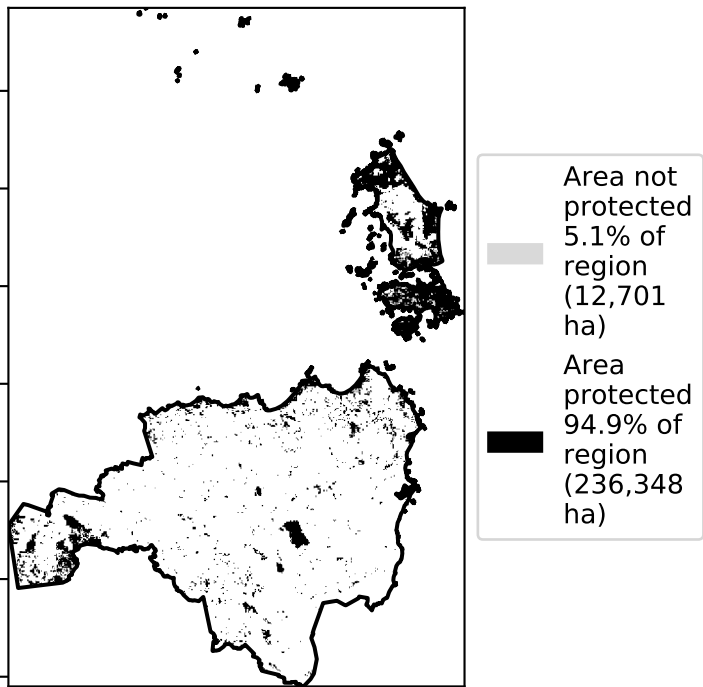 Area not
protected
5.1% of
region
(12,701
ha)
Area
protected
94.9% of
region
(236,348
ha)